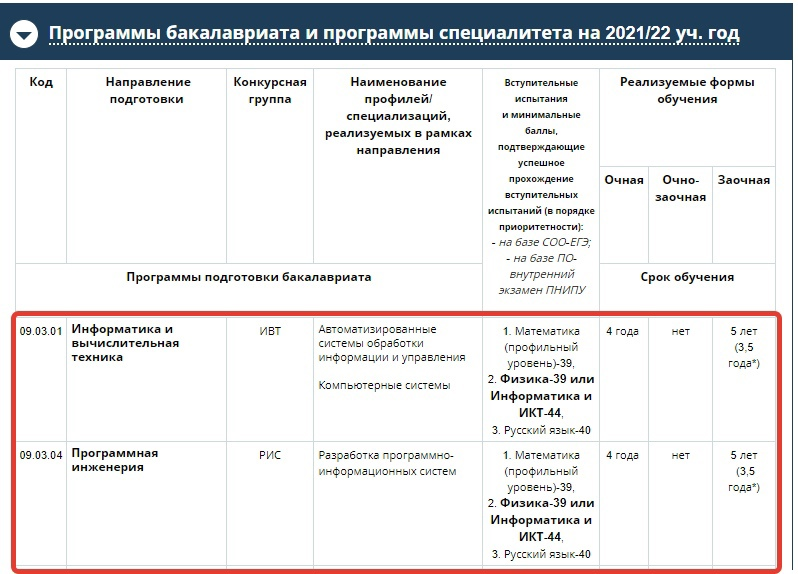 Программы бакалавриата и программы специалитета на 2021/22 уч. год
Код
Направление
подготовки
Конкурсная
группа
Наименование
профилей/
специализаций,
реализуемых в рамках
направления
Вступительные
испытания
и минимальные
баллы,
подтверждающие
успешное
прохождение
вступительных
испытаний (в порядке
приоритетности):
- на базе СОО-ЕГЭ;
- на базе ПО-
внутренний
экзамен ПНИПУ
Реализуемые формы
обучения
Очная
Очно-
заочная
Заочная
Программы подготовки бакалавриата
Срок обучения
09.03.01
Информатика и
вычислительная
техника
ИВТ
Автоматизированные
системы обработки
информации и управления
Компьютерные системы
1. Математика
(профильный
уровень)-39,
2. Физика-39 или
Информатика и
ИКТ-44,
3. Русский язык-40
4 года
нет
5 лет
(3,5
года*)
09.03.04
Программная
инженерия
РИС
Разработка программно-
информационных систем
1. Математика
(профильный
уровень)-39,
2. Физика-39 или
Информатика и
ИКТ-44,
3. Русский язык-40
4 года
нет
5 лет
(3,5
года*)